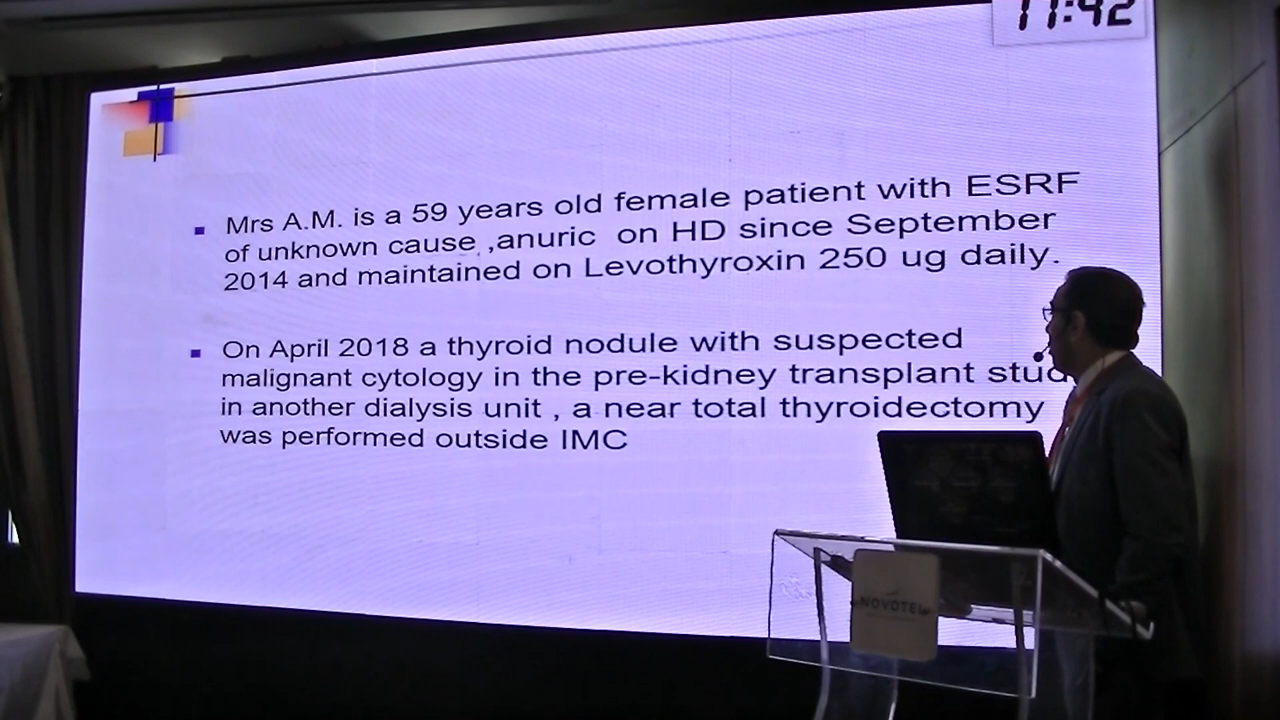 11:42
Mrs A.M. is a 59 years old female patient with ESRF
of unknown cause ,anuric on HD since September
2014 and maintained on Levothyroxin 250 ug daily.
On April 2018 a thyroid nodule with suspected
malignant cytology in the pre-kidney transplant stud
in another dialysis unit , a near total thyroidectomy
was performed outside IMC
NOVOTEL